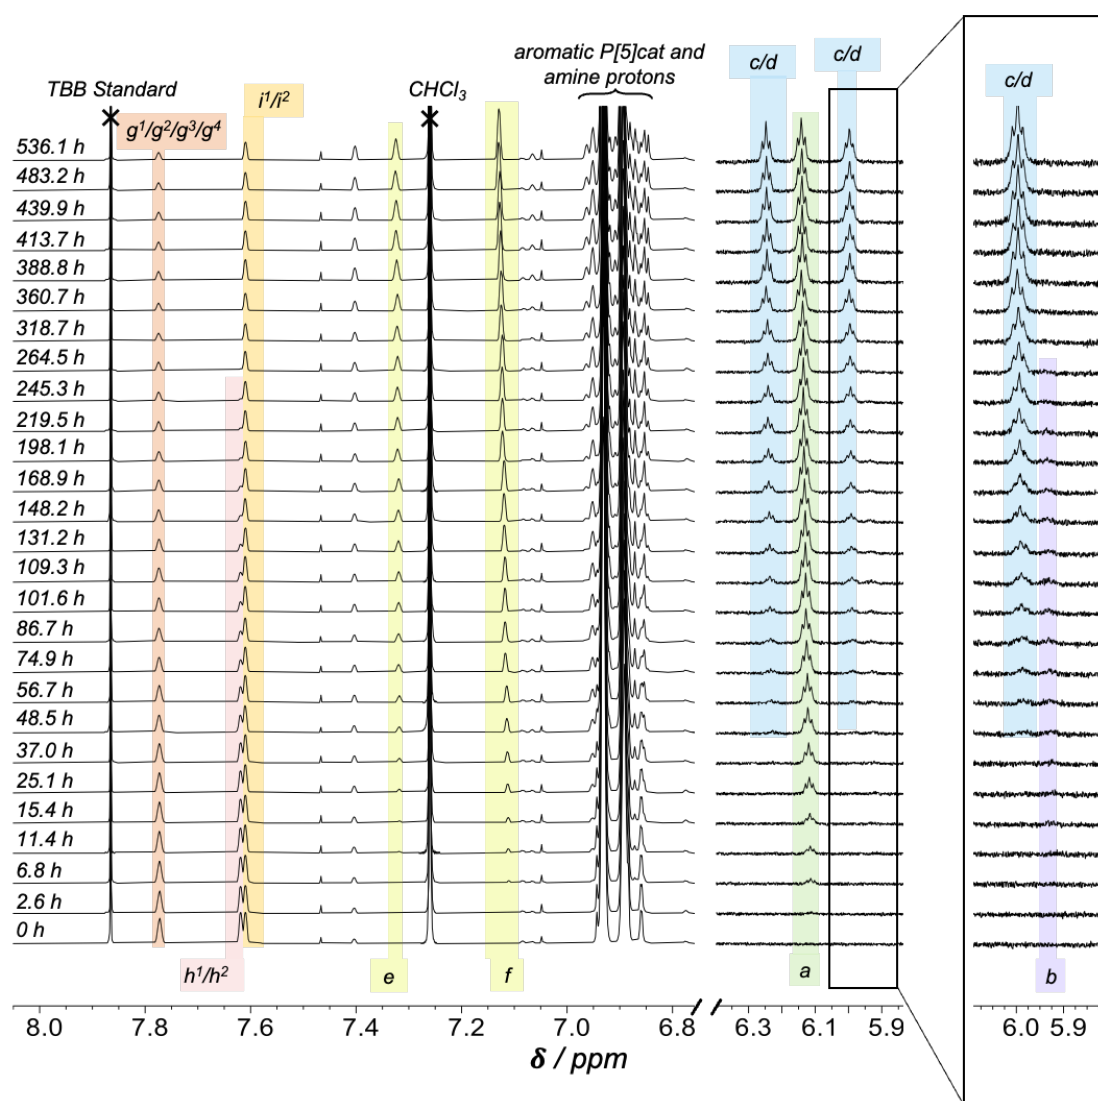 aromatic P[5]cat and
amine protons
TBB Standard
CHCl₃
c/d
c/d
c/d
i¹/i²
g¹/g²/g³/g⁴
536.1 h
483.2 h
439.9 h
413.7 h
388.8 h
360.7 h
318.7 h
264.5 h
245.3 h
219.5 h
198.1 h
168.9 h
148.2 h
131.2 h
109.3 h
101.6 h
86.7 h
74.9 h
56.7 h
48.5 h
37.0 h
25.1 h
15.4 h
11.4 h
6.8 h
2.6 h
0 h
h¹/h²
e
f
a
b
8.0 7.8 7.6 7.4 7.2 7.0 6.8 6.3 6.1 5.9 6.0 5.9
δ / ppm